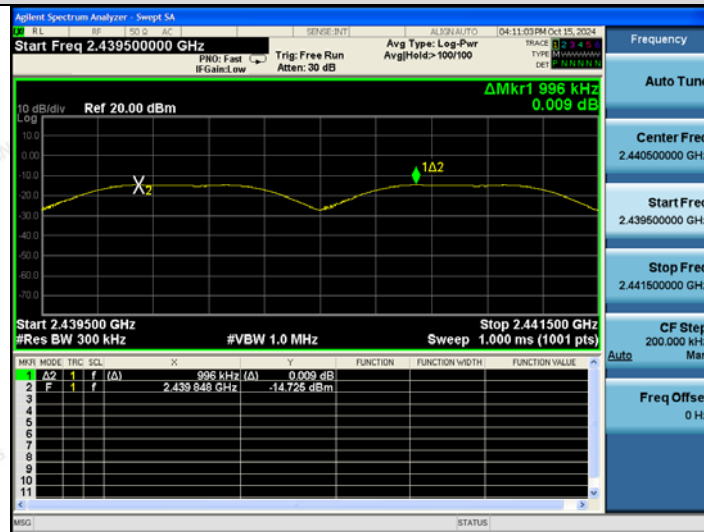 Agilent Spectrum Analyzer - Swept SA
RL RF 50 Ω AC SENSE:INT ALIGNAUTO 04:11:03 PM Oct 15, 2024
Start Freq 2.439500000 GHz
PNO: Fast
IFGain:Low
Trig: Free Run
Atten: 30 dB
Avg Type: Log-Pwr
Avg|Hold:>100/100
TRACE 1 2 3 4 5 6
TYPE M
DET P N N N N N
ΔMkr1 996 kHz
0.009 dB
10 dB/div Ref 20.00 dBm
Log
10.0
0.00
-10.0
-20.0
-30.0
-40.0
-50.0
-60.0
-70.0
X2
1Δ2
Start 2.439500 GHz Stop 2.441500 GHz
#Res BW 300 kHz #VBW 1.0 MHz Sweep 1.000 ms (1001 pts)
MKR MODE TRC SCL X Y FUNCTION FUNCTION WIDTH FUNCTION VALUE
1 Δ2 1 f (Δ) 996 kHz (Δ) 0.009 dB
2 F 1 f 2.439 848 GHz -14.725 dBm
3
4
5
6
7
8
9
10
11
MSG STATUS
Frequency
Auto Tune
Center Freq
2.440500000 GHz
Start Freq
2.439500000 GHz
Stop Freq
2.441500000 GHz
CF Step
200.000 kHz
Auto Man
Freq Offset
0 Hz